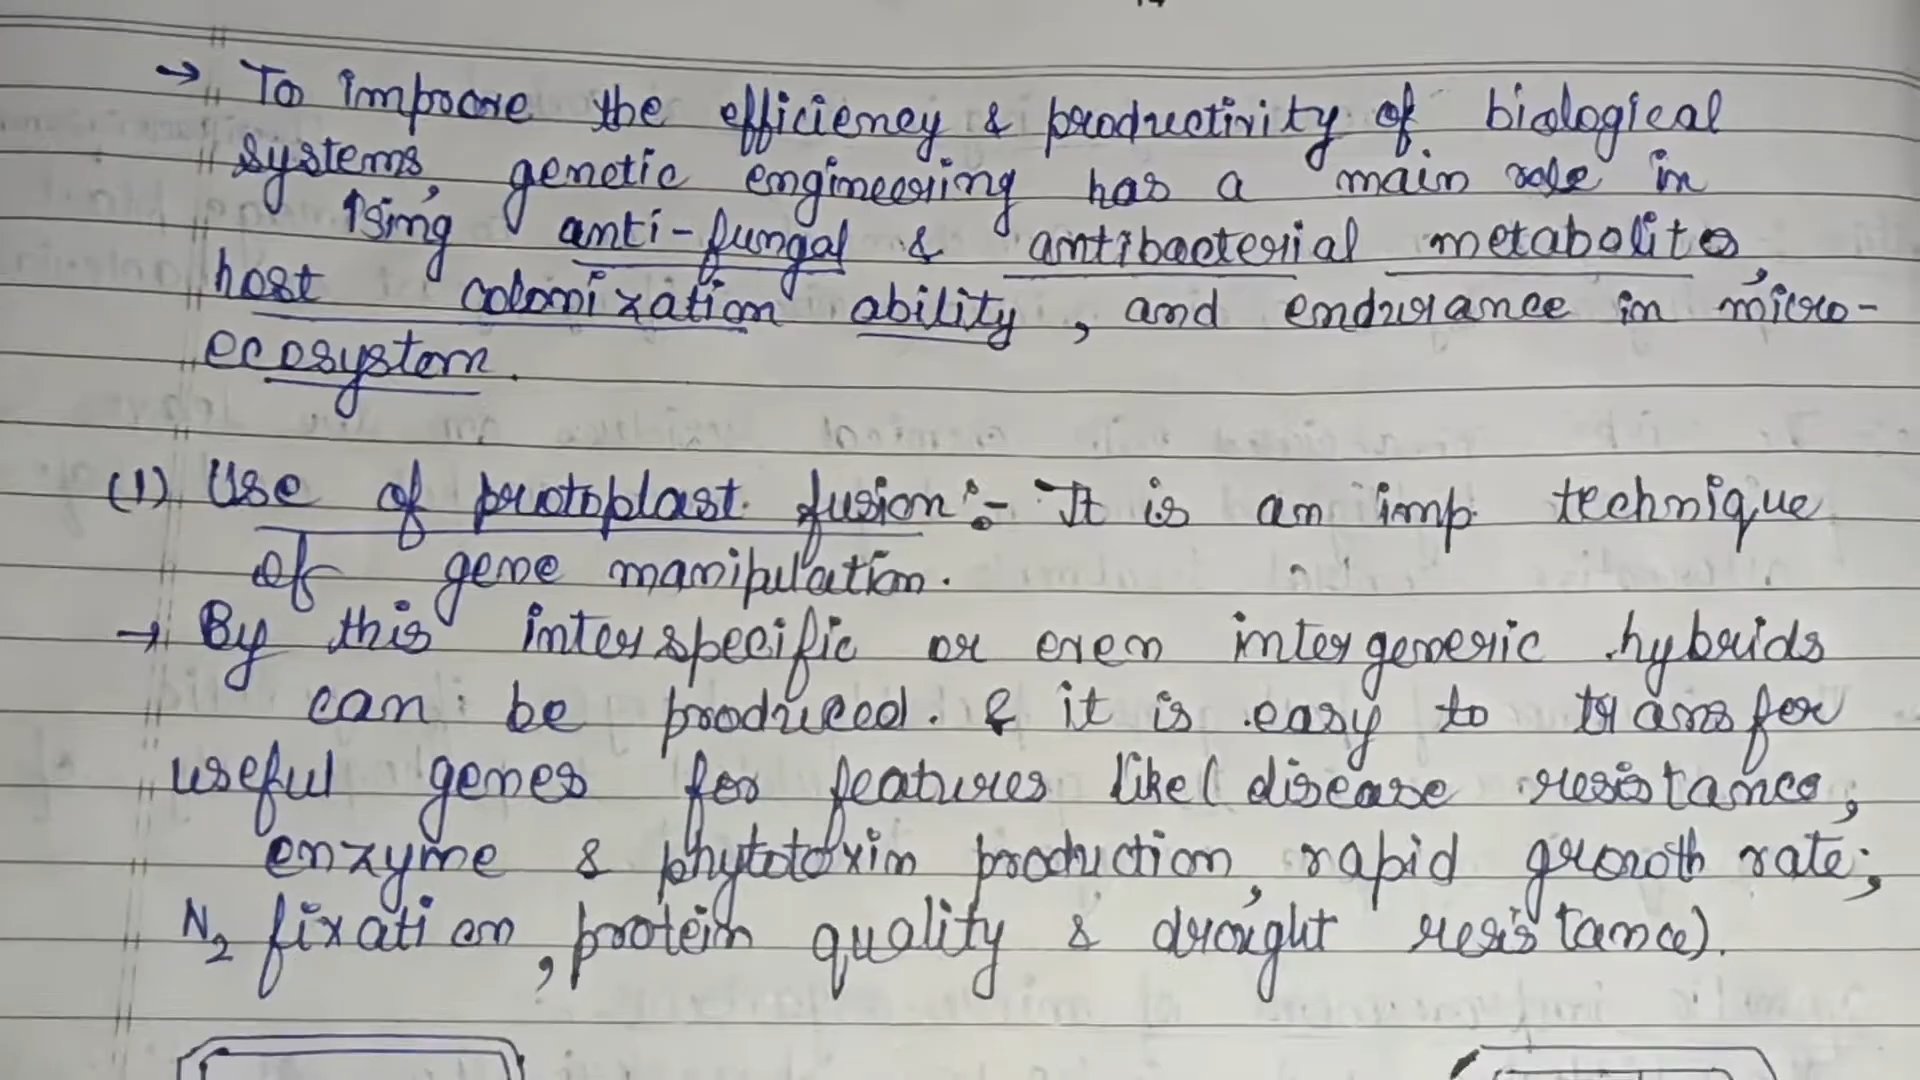 → To improve the efficiency & productivity of biological
systems, genetic engineering has a main role in
using anti-fungal & antibacterial metabolites,
host colonization ability, and endurance in micro-
ecosystem.
(1) Use of protoplast fusion :- It is an imp. technique
of gene manipulation.
→ By this interspecific or even intergeneric hybrids
can be produced. & it is easy to transfer
useful genes for features like (disease resistance,
enzyme & phytotoxin production, rapid growth rate,
N₂ fixation, protein quality & drought resistance).